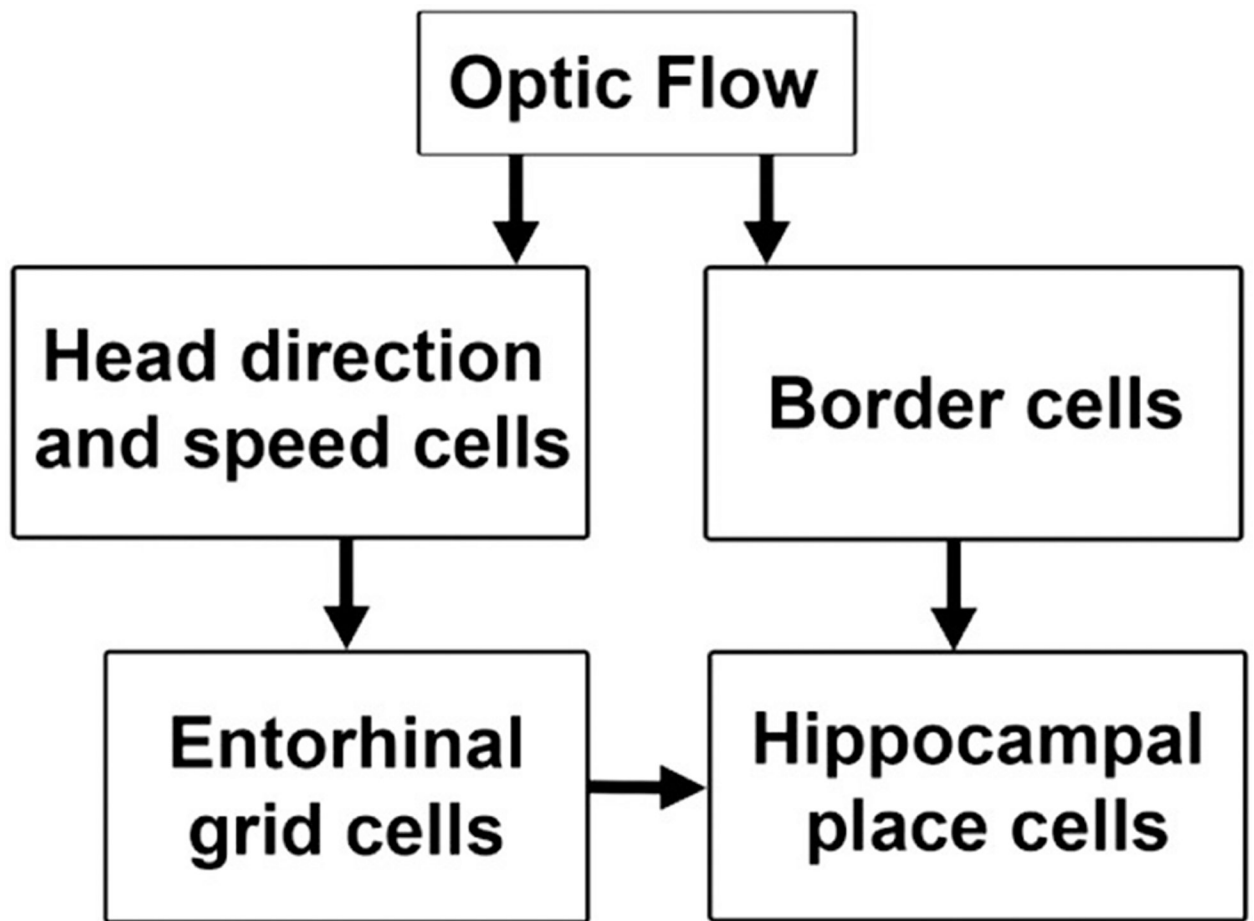 Optic Flow
Head direction
and speed cells
Border cells
Entorhinal
grid cells
Hippocampal
place cells